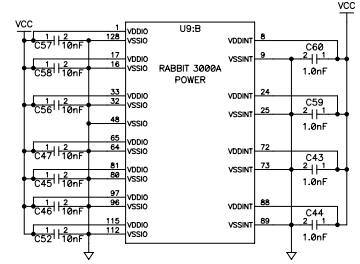 VCC
VCC
U9:B
RABBIT 3000A
POWER
1 VDDIO
128 VSSIO
1 2
C57 10nF
17 VDDIO
16 VSSIO
1 2
C58 10nF
33 VDDIO
32 VSSIO
1 2
C56 10nF
48 VSSIO
65 VDDIO
64 VSSIO
1 2
C47 10nF
81 VDDIO
80 VSSIO
1 2
C45 10nF
97 VDDIO
96 VSSIO
1 2
C46 10nF
115 VDDIO
112 VSSIO
1 2
C52 10nF
VDDINT 8
VSSINT 9
C60
2 1
1.0nF
VDDINT 24
VSSINT 25
C59
2 1
1.0nF
VDDINT 72
VSSINT 73
C43
2 1
1.0nF
VDDINT 88
VSSINT 89
C44
2 1
1.0nF